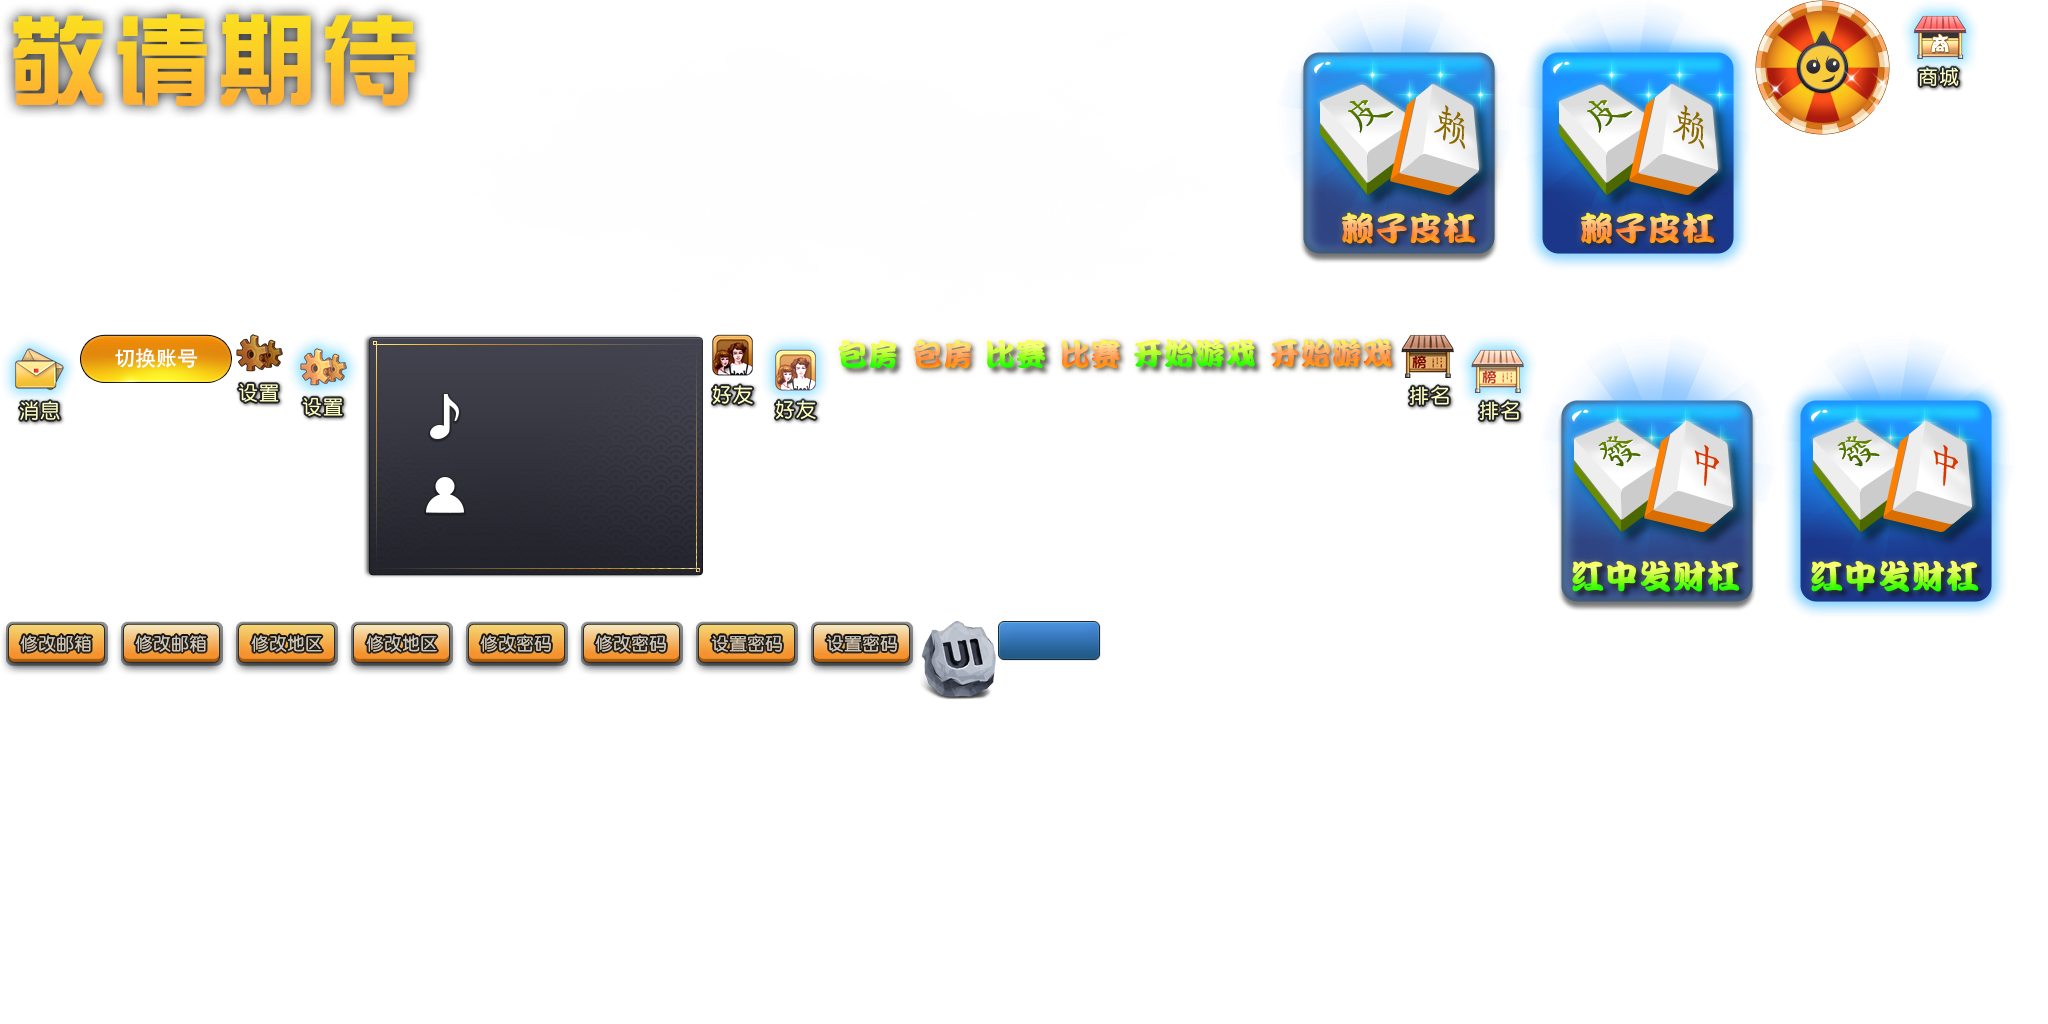 敬请期待
皮 赖
赖子皮杠
皮 赖
赖子皮杠
商
商城
消息
切换账号
设置
设置
好友
好友
包房
包房
比赛
比赛
开始游戏
开始游戏
榜
排名
榜
排名
發 中
红中发财杠
發 中
红中发财杠
修改邮箱
修改邮箱
修改地区
修改地区
修改密码
修改密码
设置密码
设置密码
UI